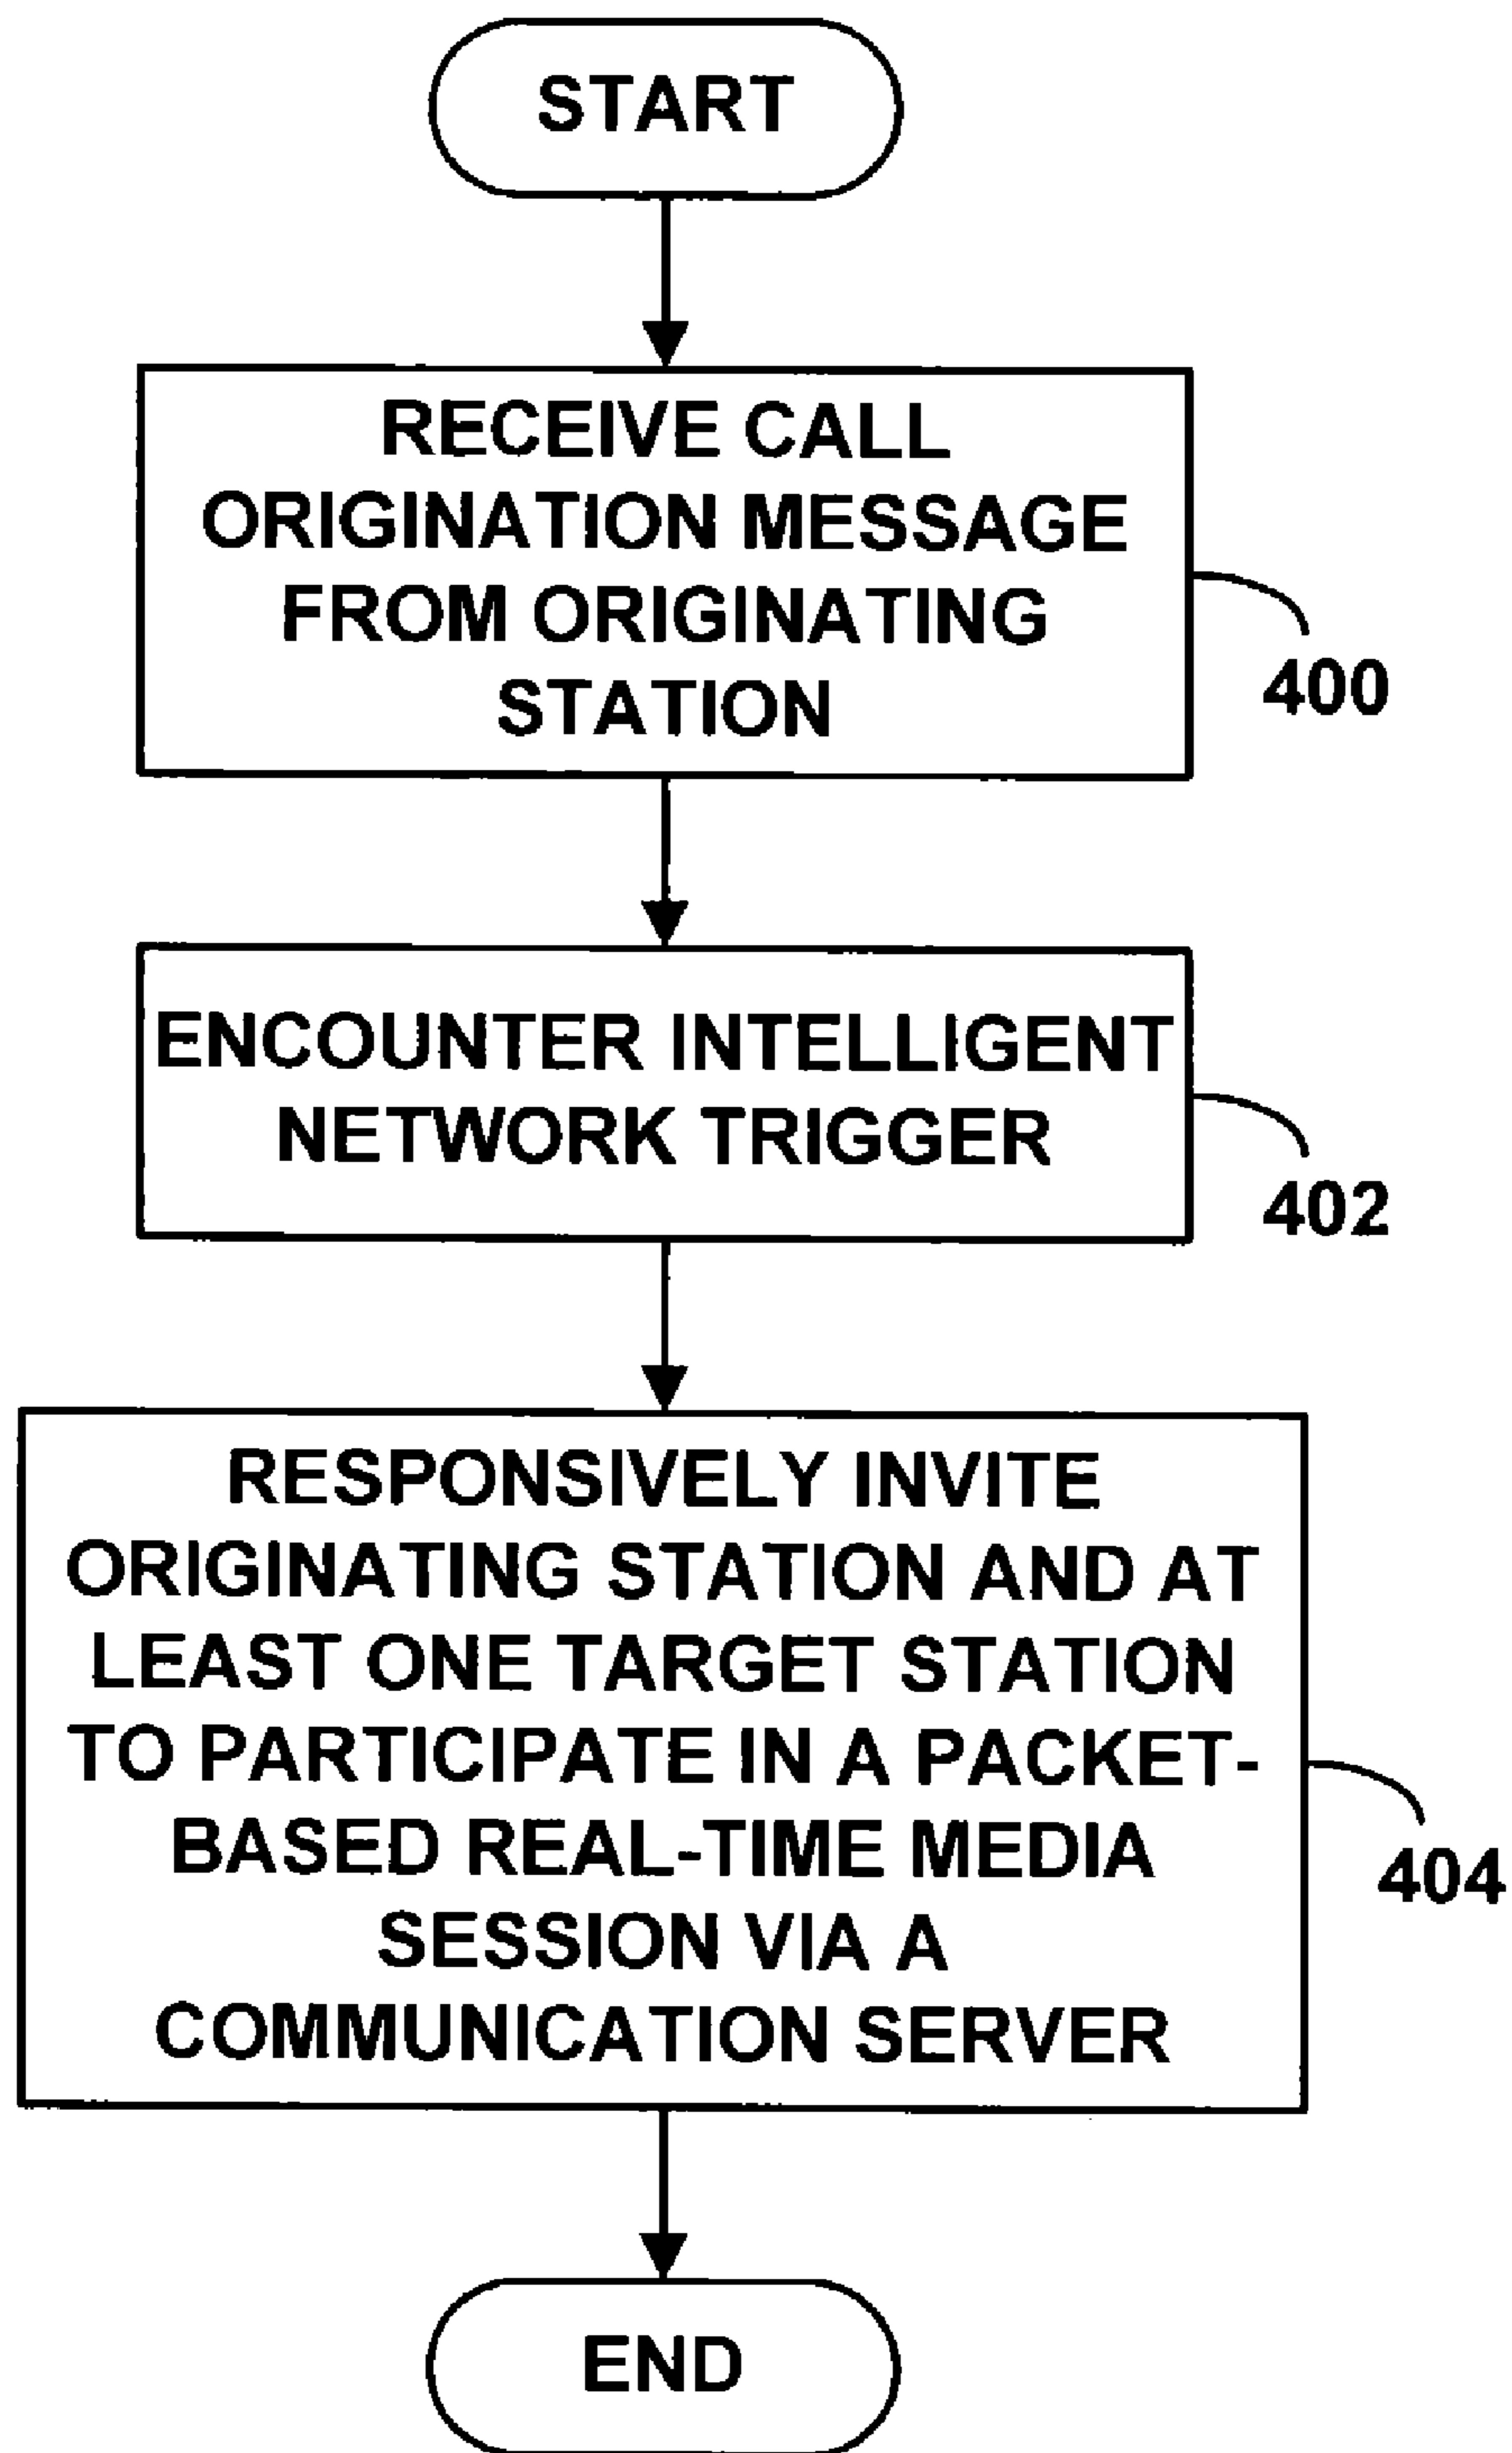 START
RECEIVE CALL
ORIGINATION MESSAGE
FROM ORIGINATING
STATION
400
ENCOUNTER INTELLIGENT
NETWORK TRIGGER
402
RESPONSIVELY INVITE
ORIGINATING STATION AND AT
LEAST ONE TARGET STATION
TO PARTICIPATE IN A PACKET-
BASED REAL-TIME MEDIA
SESSION VIA A
COMMUNICATION SERVER
404
END